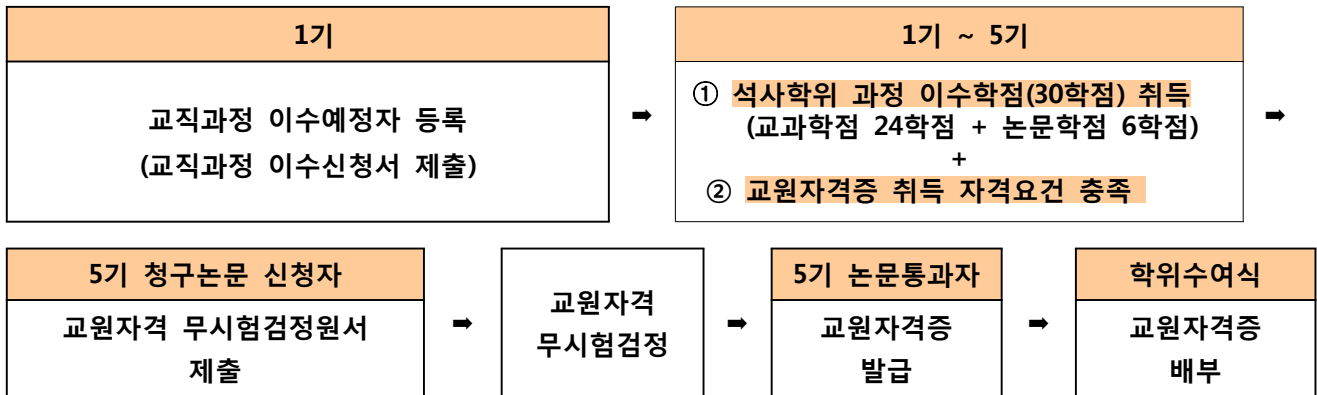 1기
교직과정 이수예정자 등록
(교직과정 이수신청서 제출)
➡
1기 ~ 5기
① 석사학위 과정 이수학점(30학점) 취득
(교과학점 24학점 + 논문학점 6학점)
+
② 교원자격증 취득 자격요건 충족
➡
5기 청구논문 신청자
교원자격 무시험검정원서
제출
➡
교원자격
무시험검정
➡
5기 논문통과자
교원자격증
발급
➡
학위수여식
교원자격증
배부